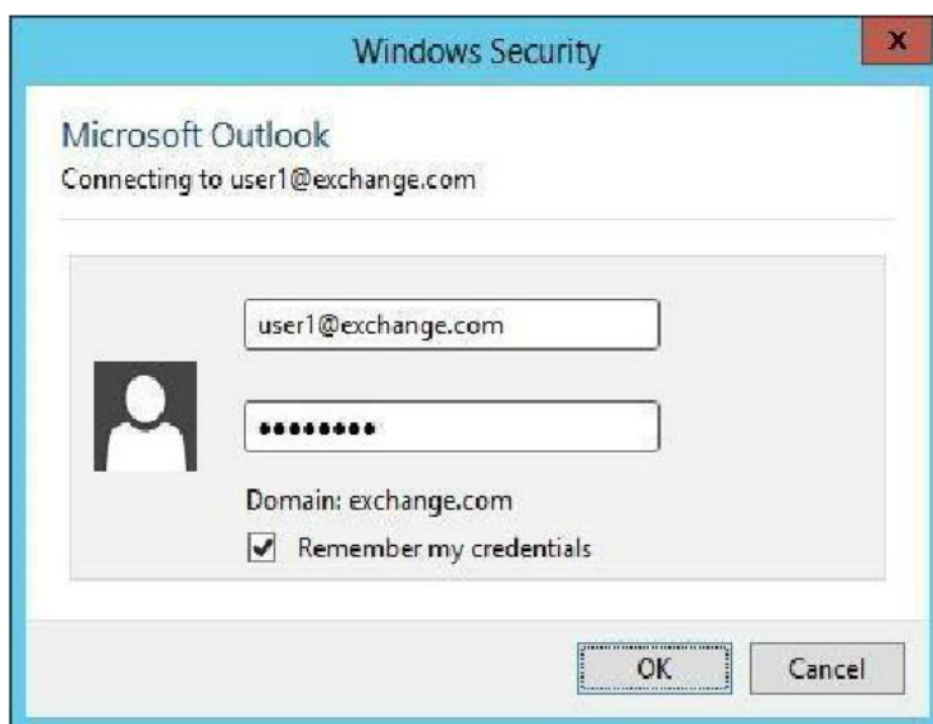 Windows Security
X
Microsoft Outlook
Connecting to user1@exchange.com
user1@exchange.com
●●●●●●●●
Domain: exchange.com
Remember my credentials
OK
Cancel